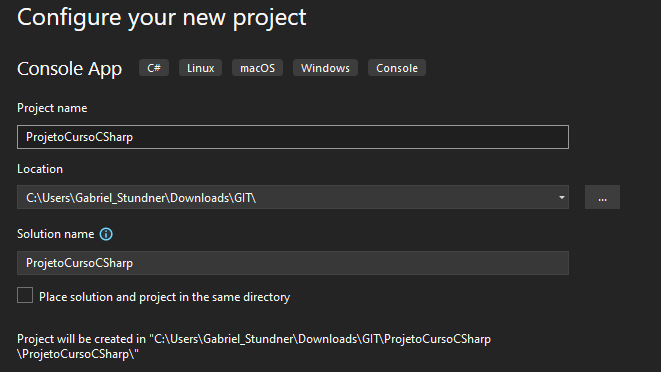 Configure your new project
Console App C# Linux macOS Windows Console
Project name
ProjetoCursoCSharp
Location
C:\Users\Gabriel_Stundner\Downloads\GIT\
...
Solution name
ProjetoCursoCSharp
Place solution and project in the same directory
Project will be created in "C:\Users\Gabriel_Stundner\Downloads\GIT\ProjetoCursoCSharp
\ProjetoCursoCSharp\"